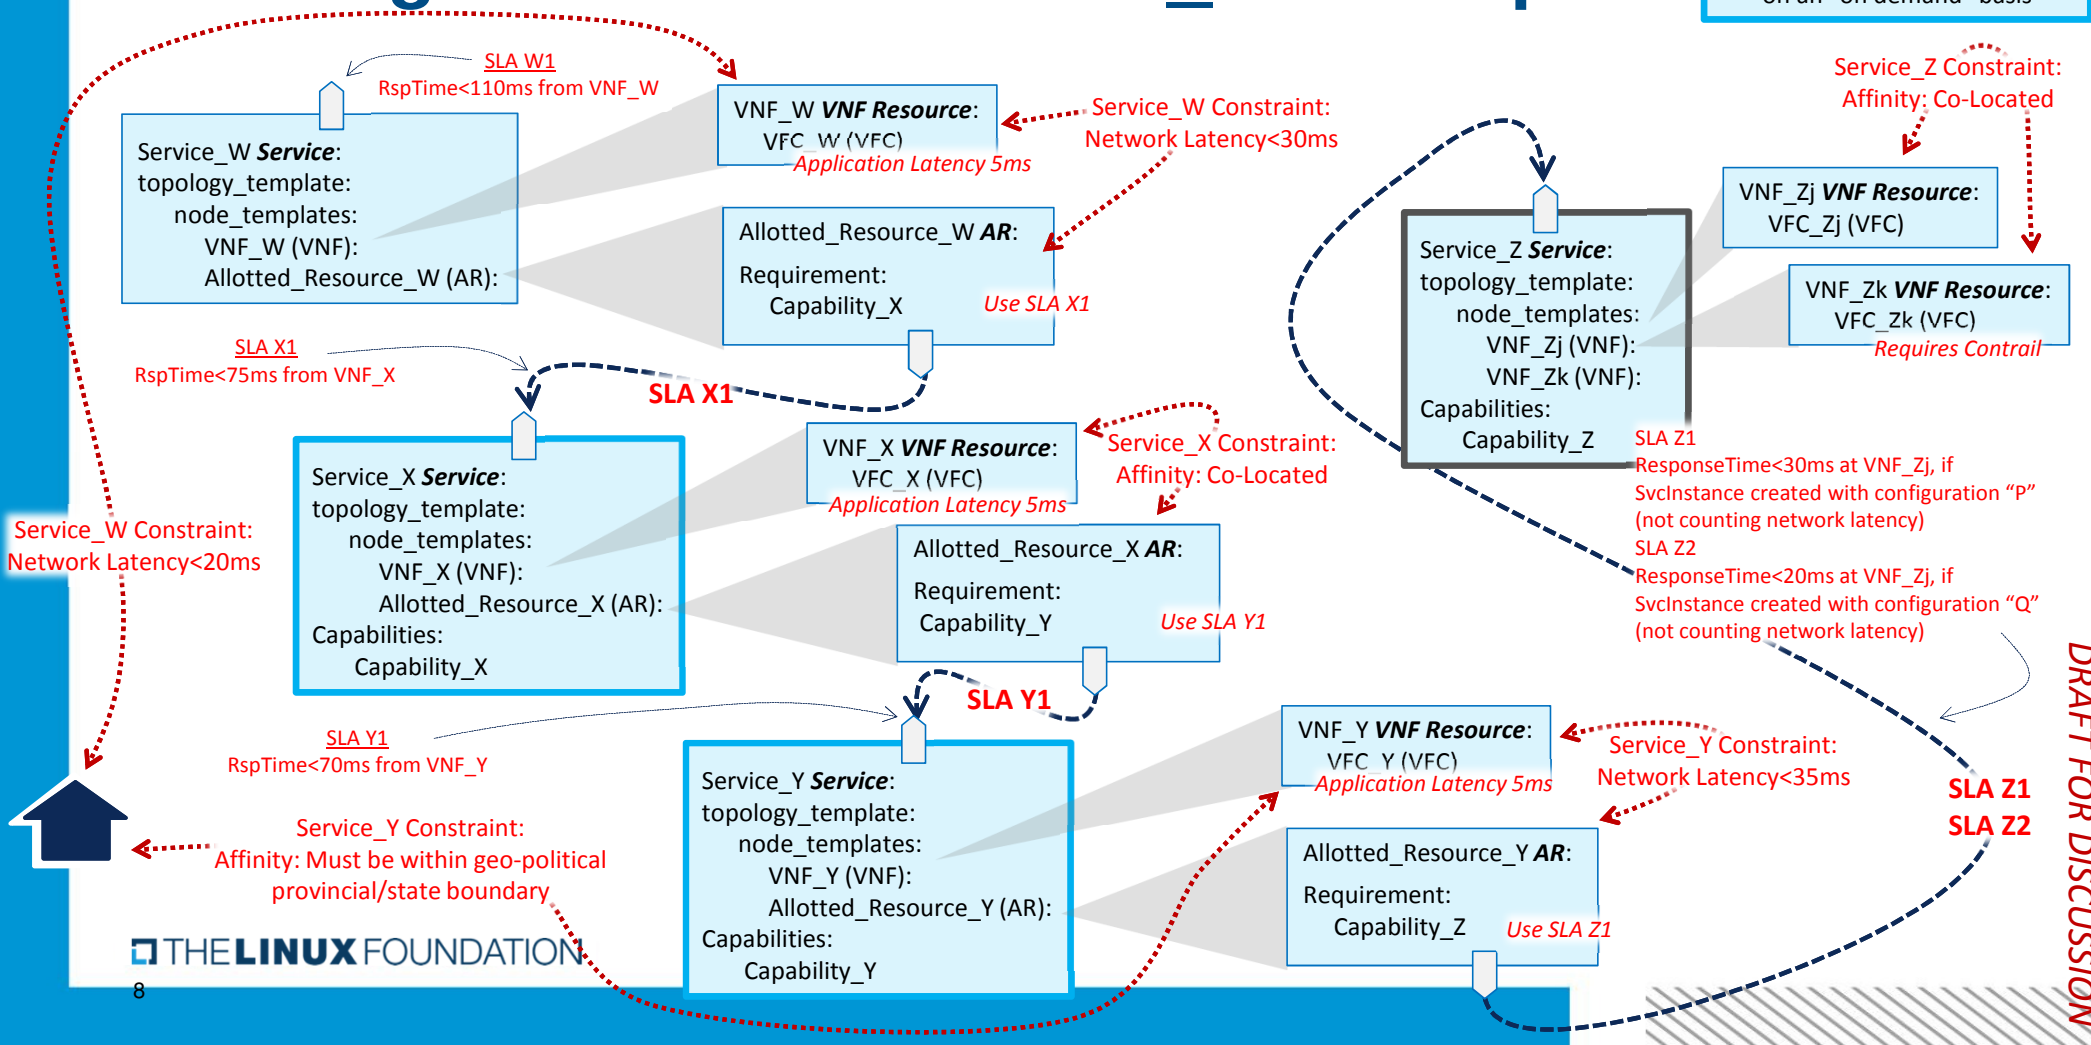 SLA W1
RspTime<110ms from VNF_W
Service_W Service:
topology_template:
node_templates:
VNF_W (VNF):
Allotted_Resource_W (AR):
VNF_W VNF Resource:
VFC_W (VFC)
Application Latency 5ms
Service_W Constraint:
Network Latency<30ms
Allotted_Resource_W AR:
Requirement:
Capability_X
Use SLA X1
Service_Z Constraint:
Affinity: Co-Located
VNF_Zj VNF Resource:
VFC_Zj (VFC)
VNF_Zk VNF Resource:
VFC_Zk (VFC)
Requires Contrail
Service_Z Service:
topology_template:
node_templates:
VNF_Zj (VNF):
VNF_Zk (VNF):
Capabilities:
Capability_Z
SLA Z1
ResponseTime<30ms at VNF_Zj, if
SvcInstance created with configuration “P”
(not counting network latency)
SLA Z2
ResponseTime<20ms at VNF_Zj, if
SvcInstance created with configuration “Q”
(not counting network latency)
SLA X1
RspTime<75ms from VNF_X
SLA X1
Service_X Service:
topology_template:
node_templates:
VNF_X (VNF):
Allotted_Resource_X (AR):
Capabilities:
Capability_X
VNF_X VNF Resource:
VFC_X (VFC)
Application Latency 5ms
Service_X Constraint:
Affinity: Co-Located
Allotted_Resource_X AR:
Requirement:
Capability_Y
Use SLA Y1
Service_W Constraint:
Network Latency<20ms
SLA Y1
SLA Y1
RspTime<70ms from VNF_Y
Service_Y Service:
topology_template:
node_templates:
VNF_Y (VNF):
Allotted_Resource_Y (AR):
Capabilities:
Capability_Y
VNF_Y VNF Resource:
VFC_Y (VFC)
Application Latency 5ms
Service_Y Constraint:
Network Latency<35ms
Allotted_Resource_Y AR:
Requirement:
Capability_Z
Use SLA Z1
SLA Z1
SLA Z2
Service_Y Constraint:
Affinity: Must be within geo-political
provincial/state boundary
DRAFT FOR DISCUSSION
THE LINUX FOUNDATION
8